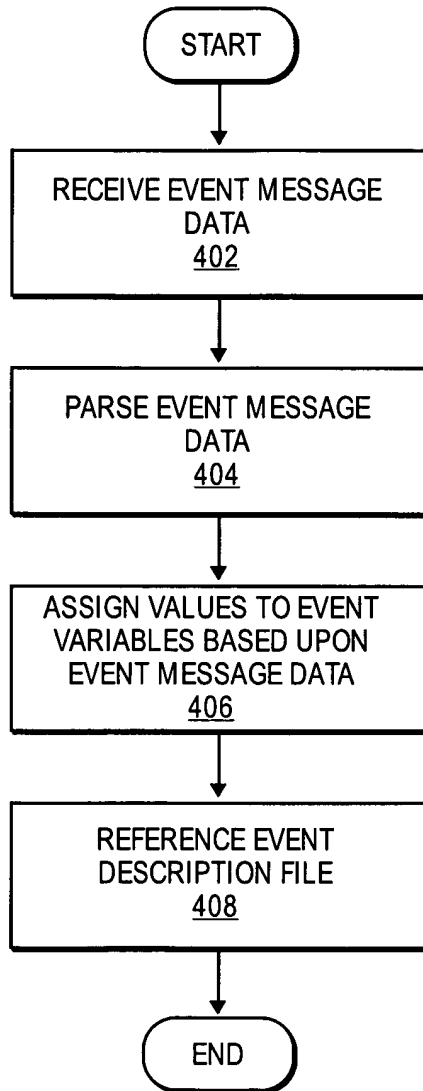 START
RECEIVE EVENT MESSAGE
DATA
402
PARSE EVENT MESSAGE
DATA
404
ASSIGN VALUES TO EVENT
VARIABLES BASED UPON
EVENT MESSAGE DATA
406
REFERENCE EVENT
DESCRIPTION FILE
408
END